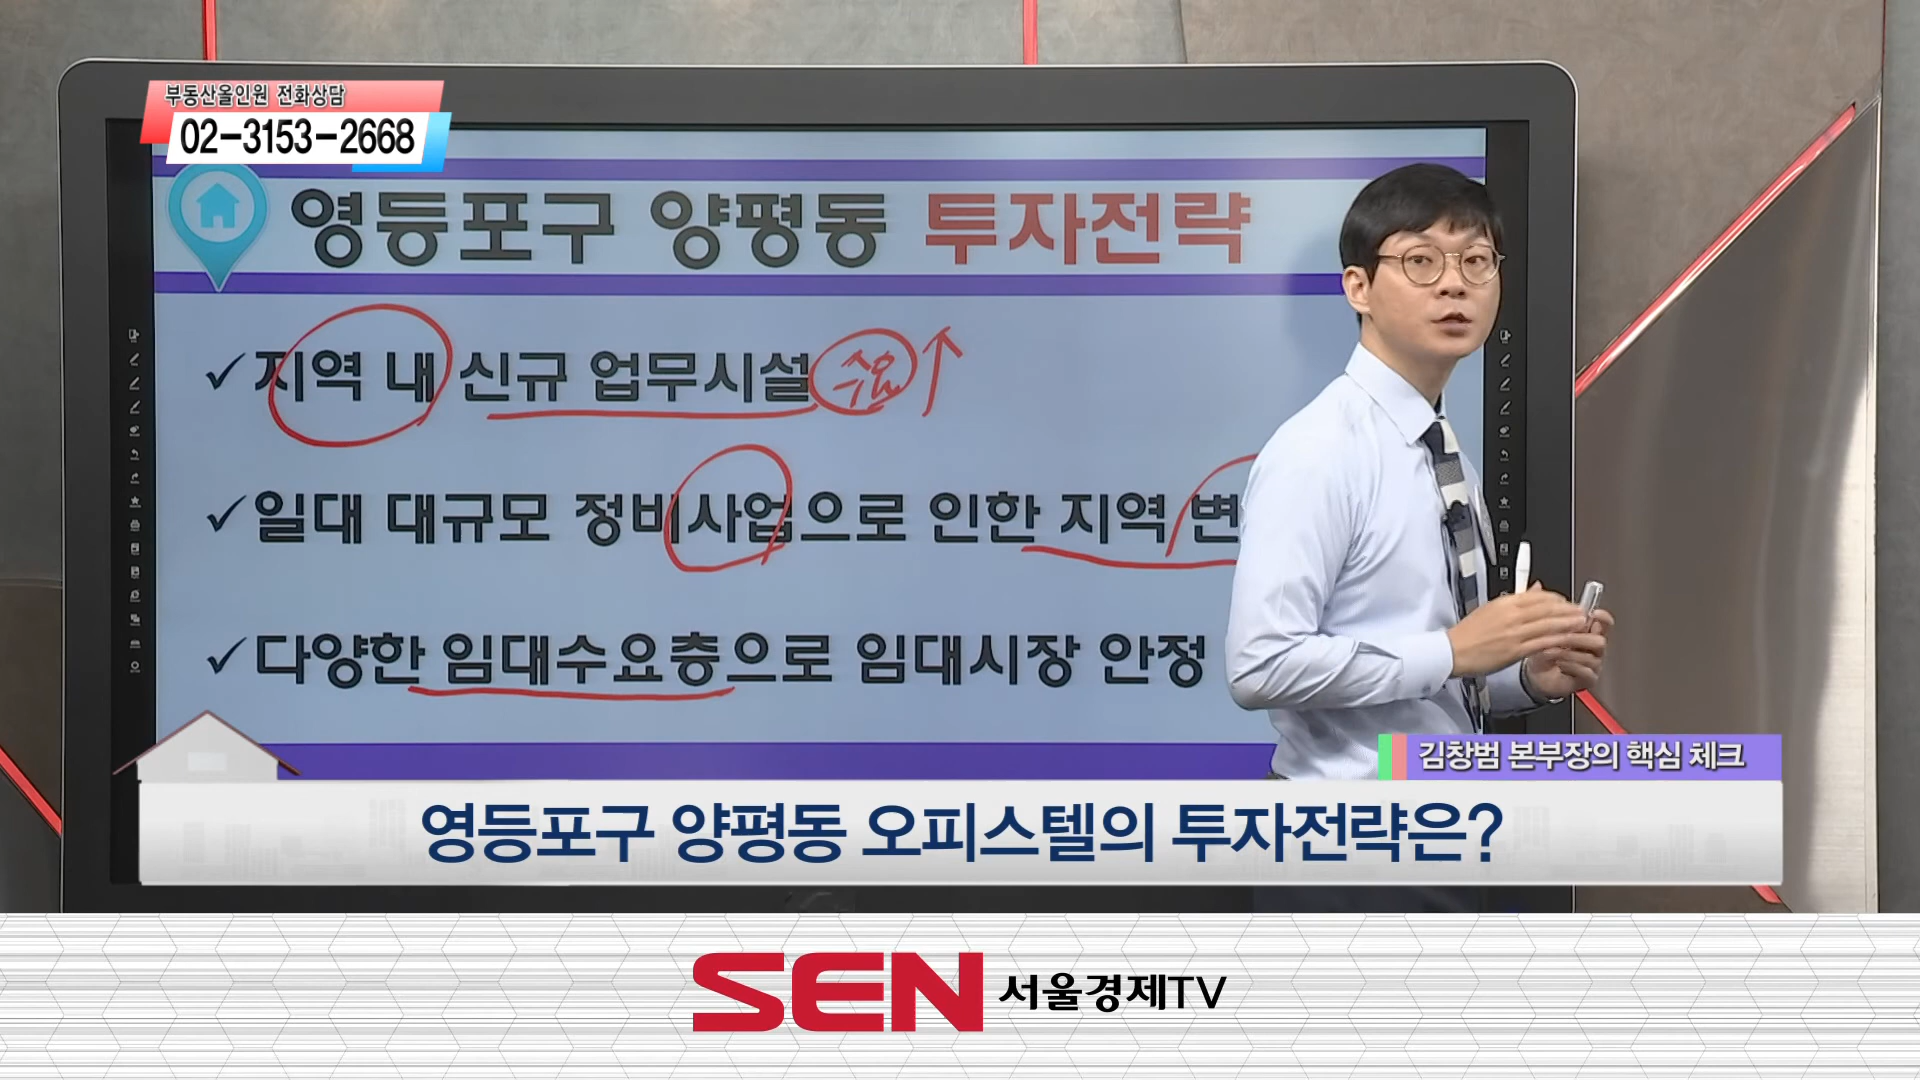 부동산올인원 전화상담
02-3153-2668
영등포구 양평동 투자전략
✓지역 내 신규 업무시설 수요↑
✓일대 대규모 정비사업으로 인한 지역 변
✓다양한 임대수요층으로 임대시장 안정
김창범 본부장의 핵심 체크
영등포구 양평동 오피스텔의 투자전략은?
SEN 서울경제TV